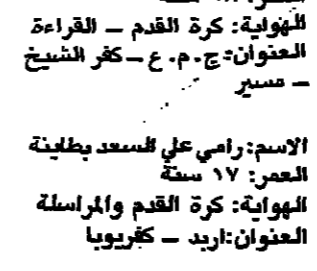 الهواية: كرة القدم – القراءة
العنوان: ج.م.ع – كفر الشيخ
– مسير
الاسم: رامي علي السعد بطاينة
العمر: ١٧ سنة
الهواية: كرة القدم والمراسلة
العنوان: اربد – كفريوبا